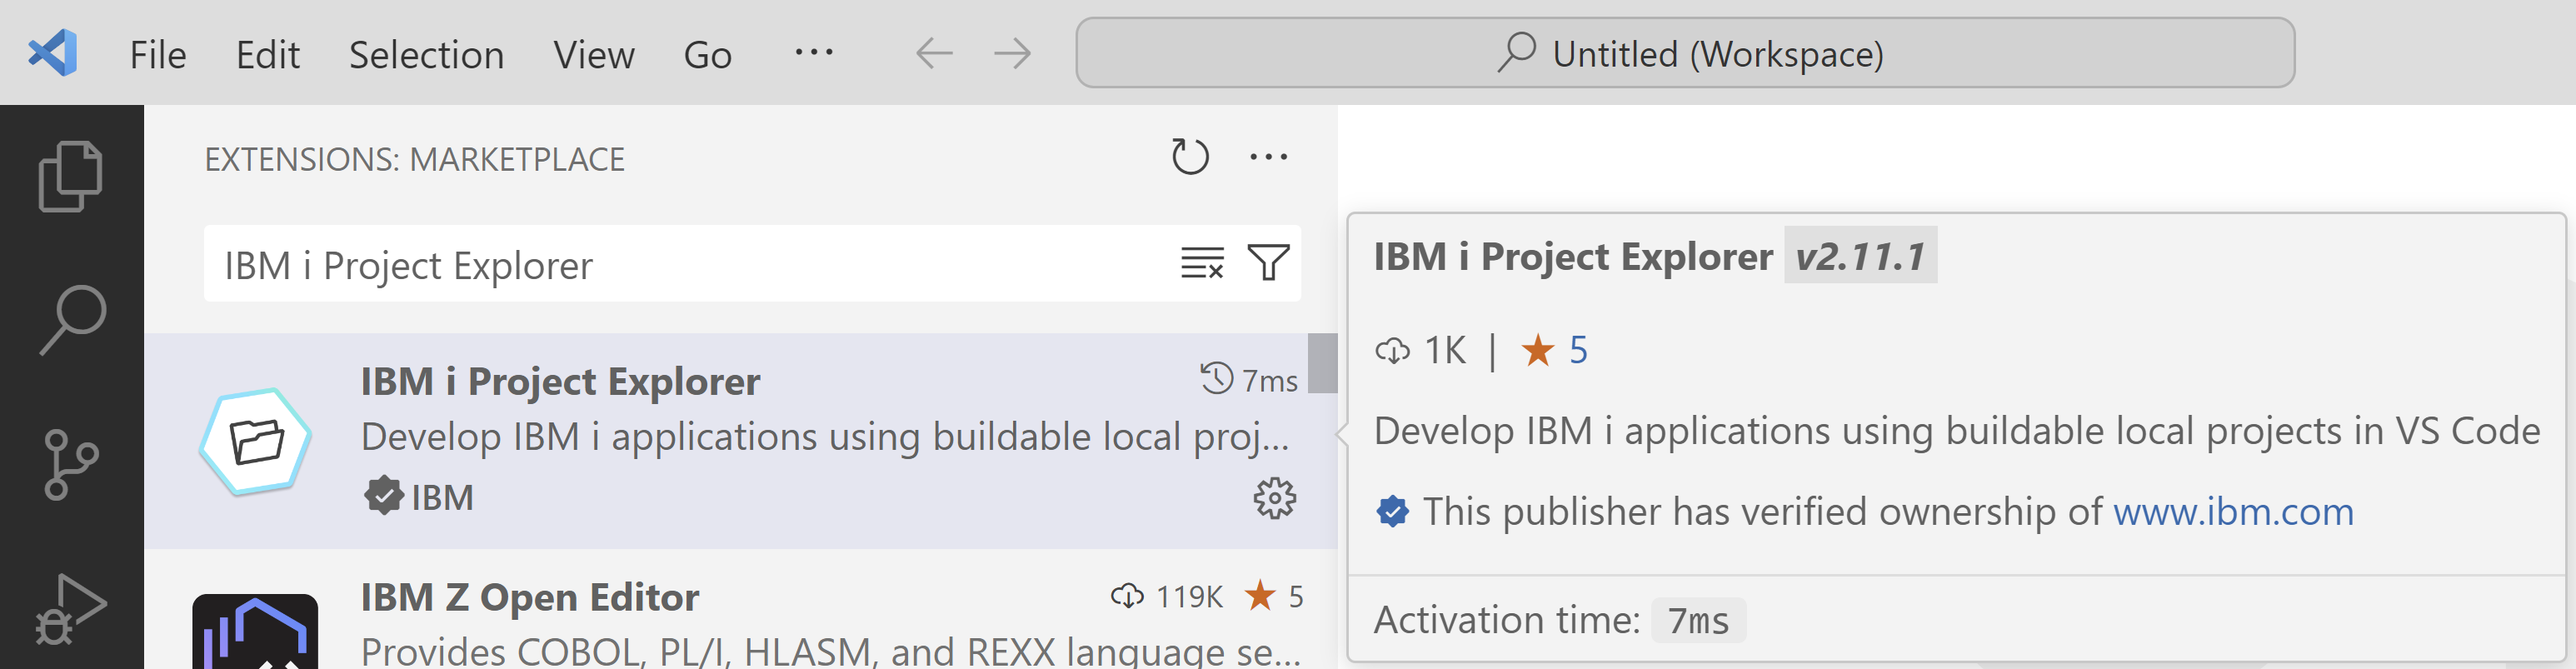 File Edit Selection View Go ··· Untitled (Workspace)
EXTENSIONS: MARKETPLACE
IBM i Project Explorer
IBM i Project Explorer 7ms
Develop IBM i applications using buildable local proj...
IBM
IBM Z Open Editor 119K 5
Provides COBOL, PL/I, HLASM, and REXX language se...
IBM i Project Explorer v2.11.1
1K | 5
Develop IBM i applications using buildable local projects in VS Code
This publisher has verified ownership of www.ibm.com
Activation time: 7ms